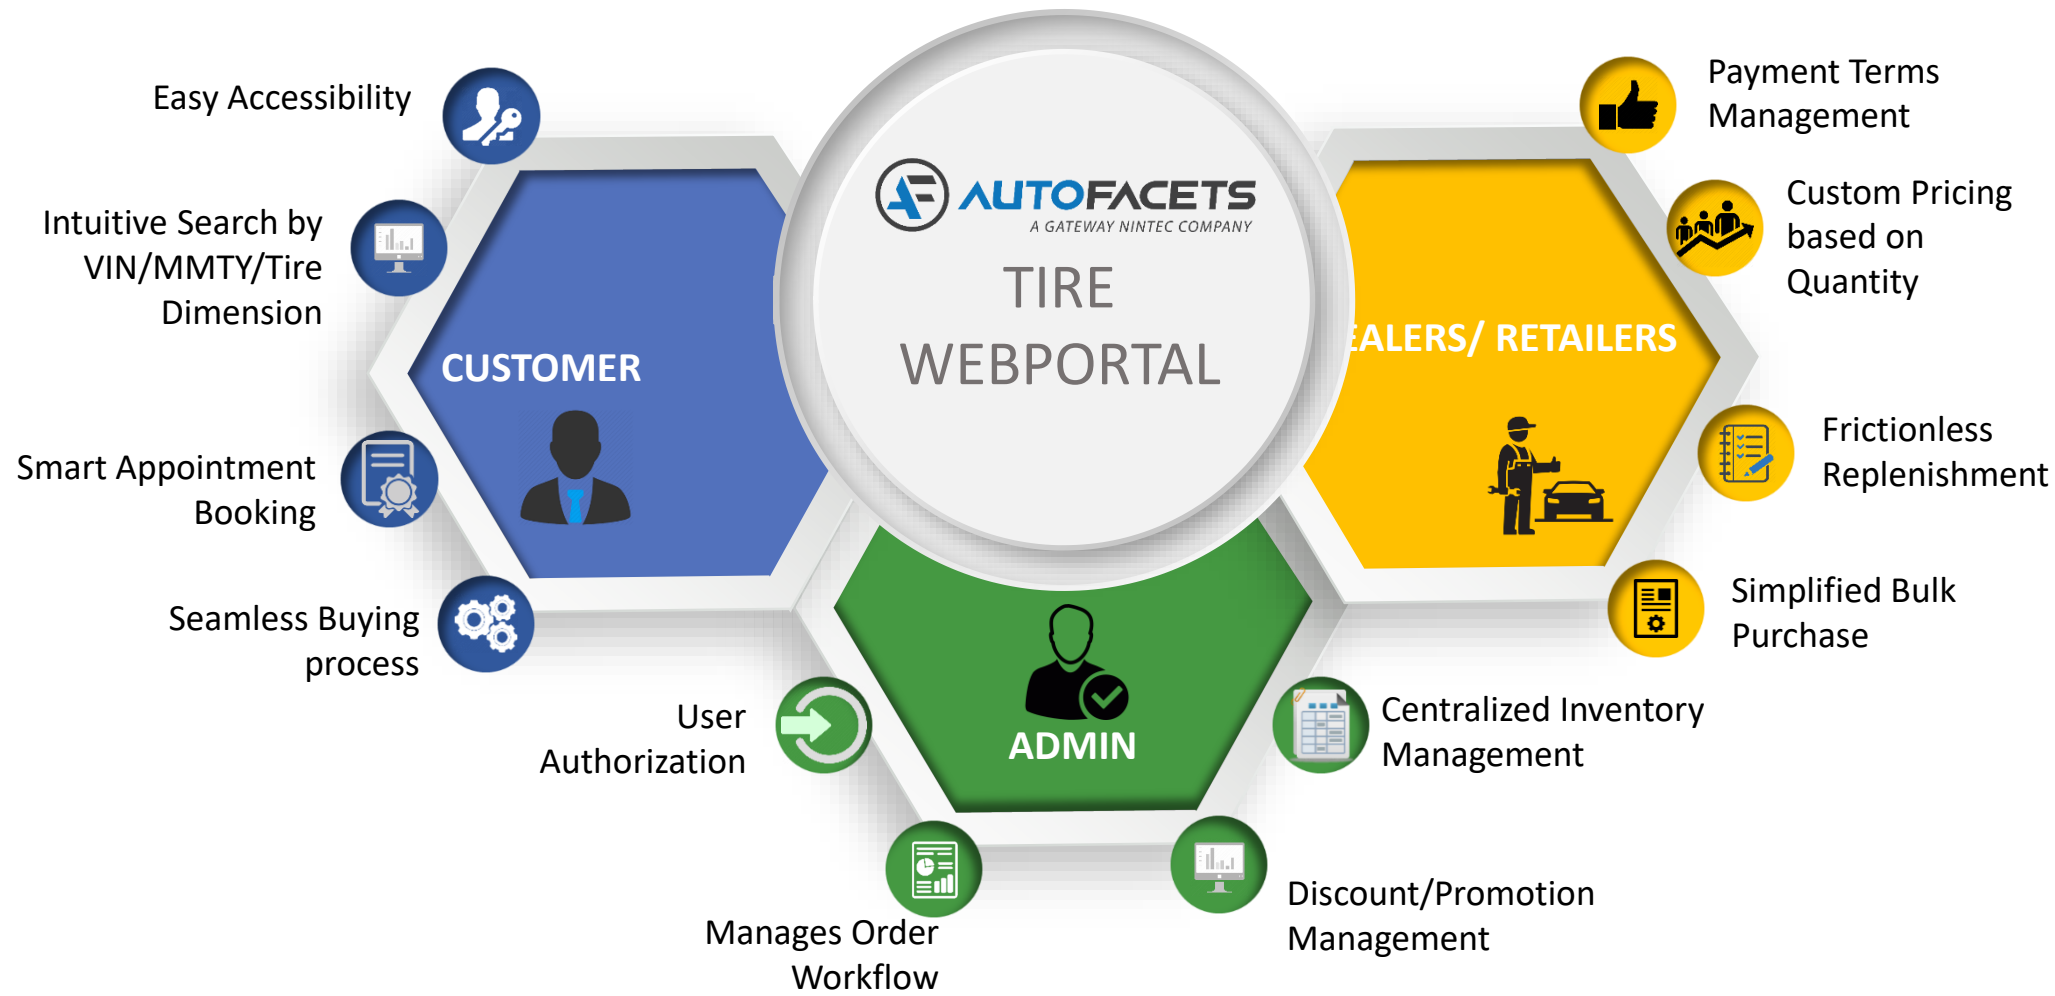 Easy Accessibility
Intuitive Search by
VIN/MMTY/Tire
Dimension
Smart Appointment
Booking
Seamless Buying
process
CUSTOMER
AUTOFACETS
A GATEWAY NINTEC COMPANY
TIRE
WEBPORTAL
EALERS/ RETAILERS
Payment Terms
Management
Custom Pricing
based on
Quantity
Frictionless
Replenishment
Simplified Bulk
Purchase
ADMIN
User
Authorization
Manages Order
Workflow
Centralized Inventory
Management
Discount/Promotion
Management